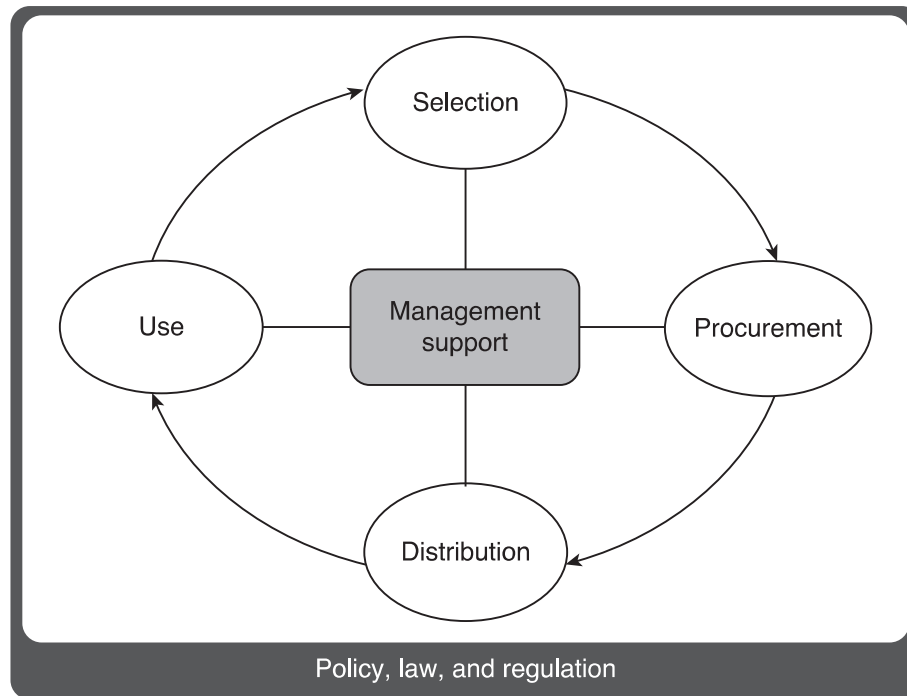 Selection
Use
Management
support
Procurement
Distribution
Policy, law, and regulation